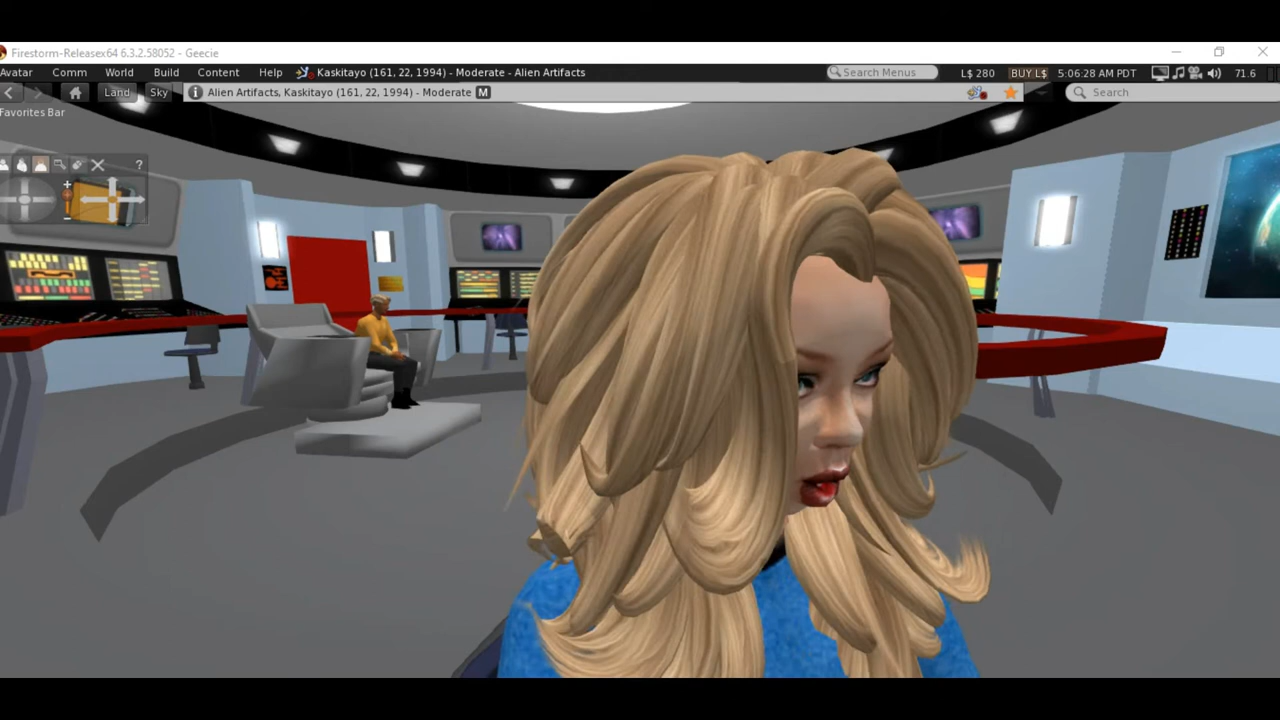 Firestorm-Releasex64 6.3.2.58052 - Geecie
Avatar Comm World Build Content Help Kaskitayo (161, 22, 1994) - Moderate - Alien Artifacts Search Menus L$ 280 BUY L$ 5:06:28 AM PDT 71.6
Land Sky Alien Artifacts, Kaskitayo (161, 22, 1994) - Moderate M Search
Favorites Bar
?